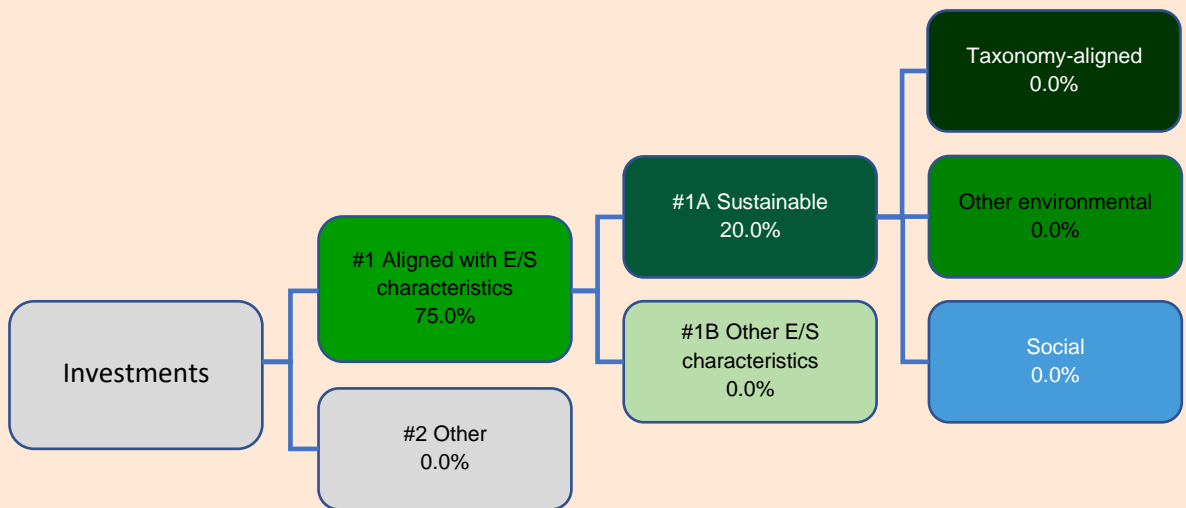 Investments
#1 Aligned with E/S
characteristics
75.0%
#2 Other
0.0%
#1A Sustainable
20.0%
#1B Other E/S
characteristics
0.0%
Taxonomy-aligned
0.0%
Other environmental
0.0%
Social
0.0%